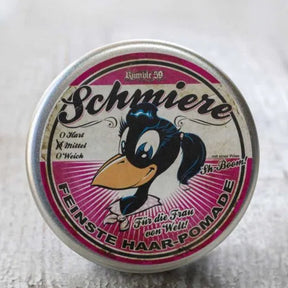 Rumble 59
Schmiere
Hart
Mittel
Weich
Sh-Boom!
Für die Frau
von Welt!
FEINSTE HAAR-POMADE